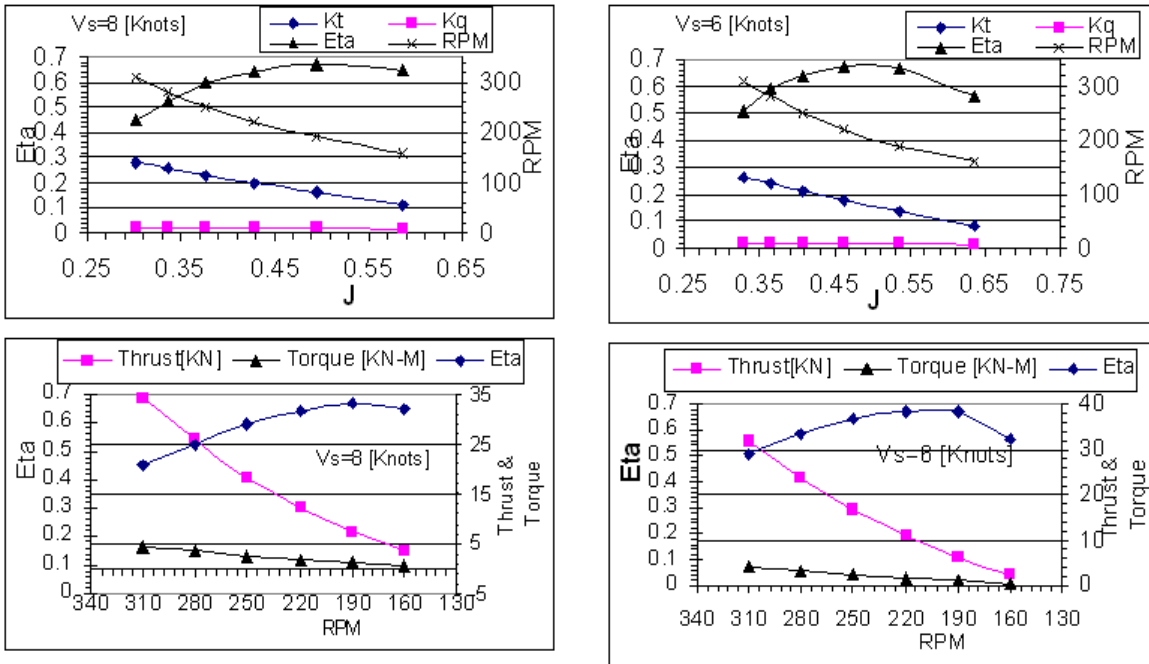 Vs=8 [Knots]
Kt Kq
Eta RPM
0.7
0.6
0.5
0.4
0.3
0.2
0.1
0
Eta
300
200
100
0
RPM
0.25 0.35 0.45 0.55 0.65
J
Vs=6 [Knots]
Kt Kq
Eta RPM
0.7
0.6
0.5
0.4
0.3
0.2
0.1
0
Eta
300
200
100
0
RPM
0.25 0.35 0.45 0.55 0.65 0.75
J
Thrust[KN] Torque [KN-M] Eta
0.7
0.6
0.5
0.4
0.3
0.2
0.1
0
Eta
Vs=8 [Knots]
35
25
15
5
-5
Thrust &
Torque
340 310 280 250 220 190 160 130
RPM
Thrust[KN] Torque [KN-M] Eta
0.7
0.6
0.5
0.4
0.3
0.2
0.1
0
Eta
Vs=6 [Knots]
40
30
20
10
0
Thrust &
Torque
340 310 280 250 220 190 160 130
RPM